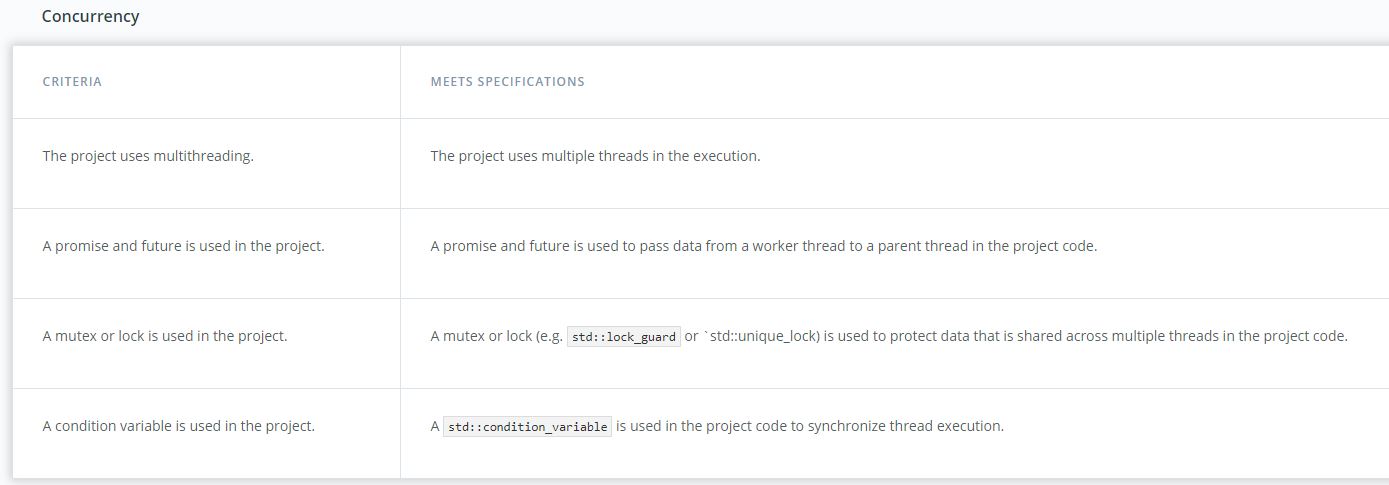 Concurrency
CRITERIA
MEETS SPECIFICATIONS
The project uses multithreading.
The project uses multiple threads in the execution.
A promise and future is used in the project.
A promise and future is used to pass data from a worker thread to a parent thread in the project code.
A mutex or lock is used in the project.
A mutex or lock (e.g. std::lock_guard or `std::unique_lock) is used to protect data that is shared across multiple threads in the project code.
A condition variable is used in the project.
A std::condition_variable is used in the project code to synchronize thread execution.